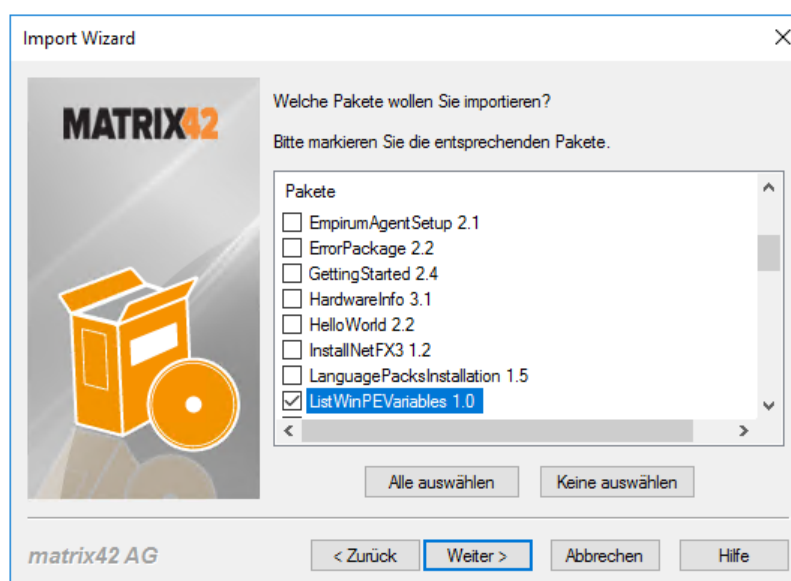 Import Wizard
MATRIX42
Welche Pakete wollen Sie importieren?
Bitte markieren Sie die entsprechenden Pakete.
Pakete
EmpirumAgentSetup 2.1
ErrorPackage 2.2
GettingStarted 2.4
HardwareInfo 3.1
HelloWorld 2.2
InstallNetFX3 1.2
LanguagePacksInstallation 1.5
ListWinPEVariables 1.0
Alle auswählen
Keine auswählen
matrix42 AG
< Zurück
Weiter >
Abbrechen
Hilfe